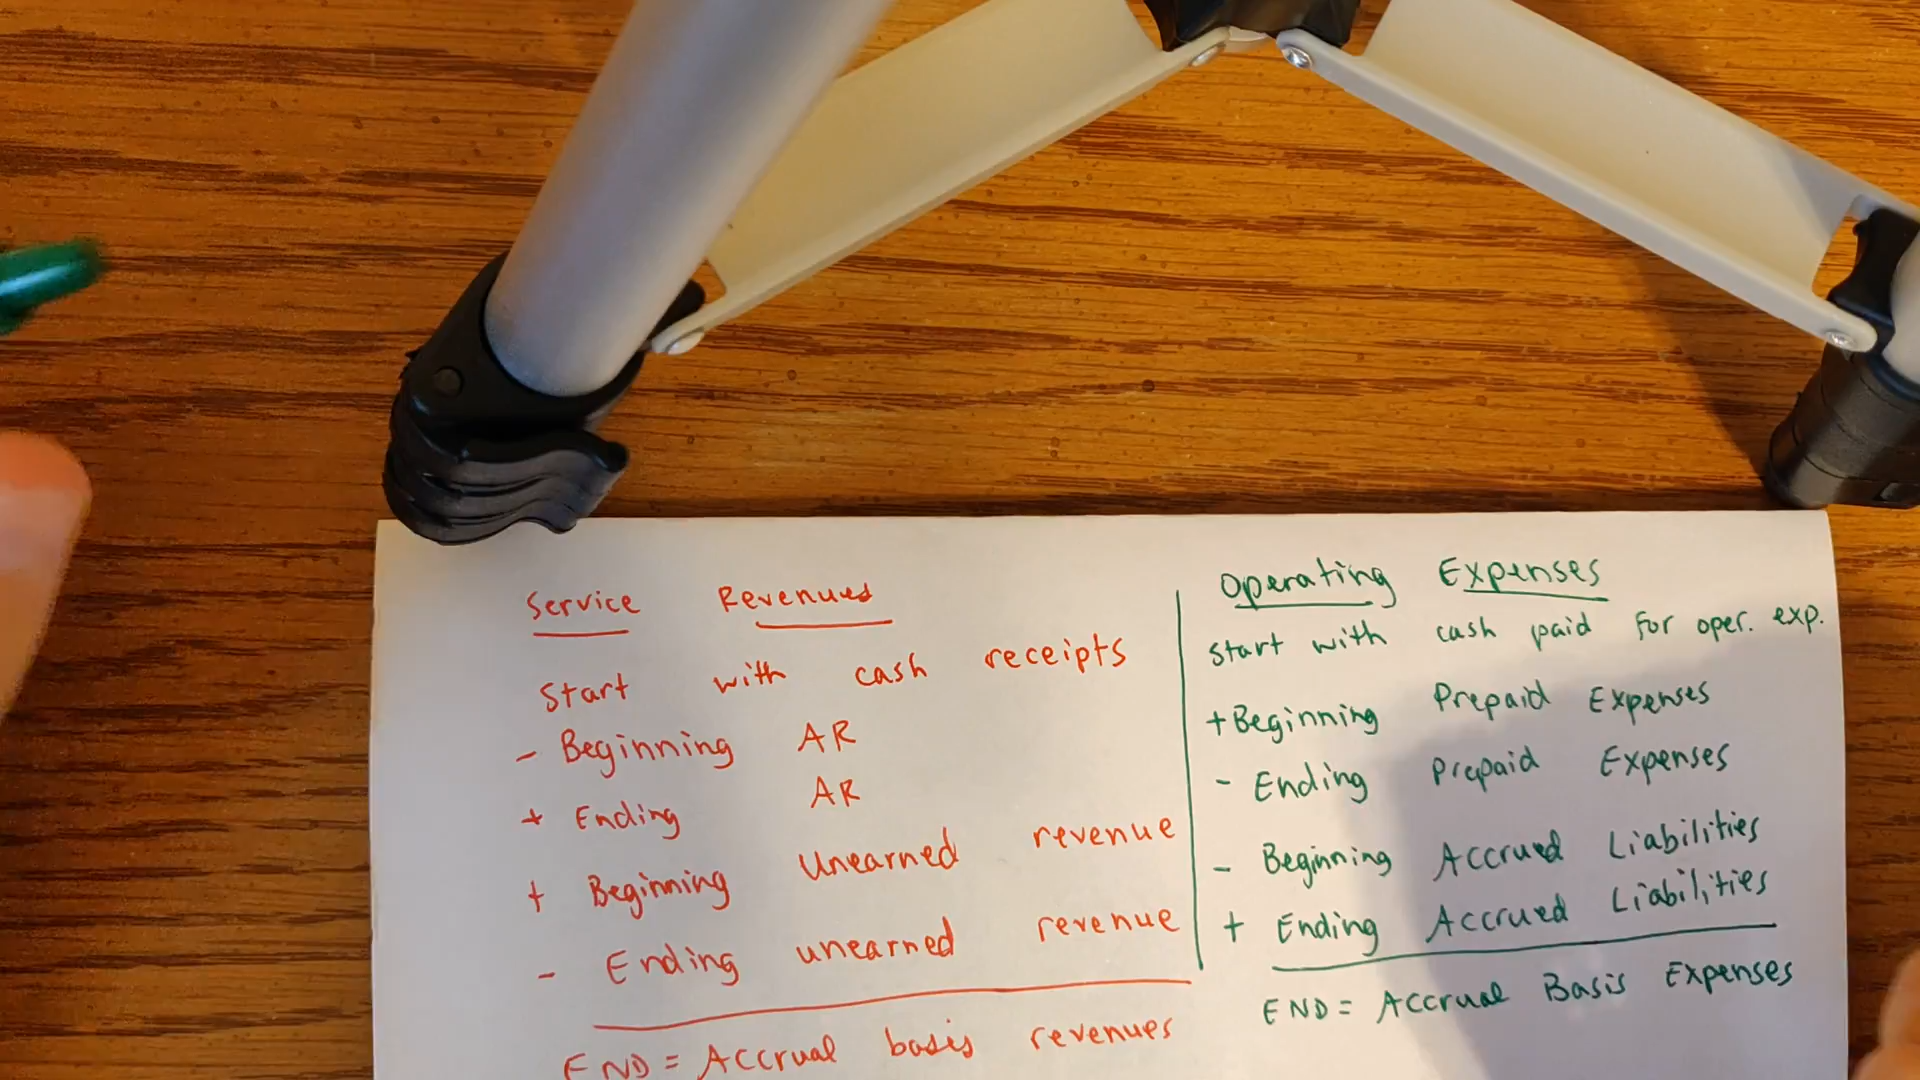 Service Revenues
Start with cash receipts
- Beginning AR
+ Ending AR
+ Beginning Unearned revenue
- Ending unearned revenue
END = Accrual basis revenues
Operating Expenses
Start with cash paid for oper. exp.
+ Beginning Prepaid Expenses
- Ending Prepaid Expenses
- Beginning Accrued Liabilities
+ Ending Accrued Liabilities
END = Accrual Basis Expenses